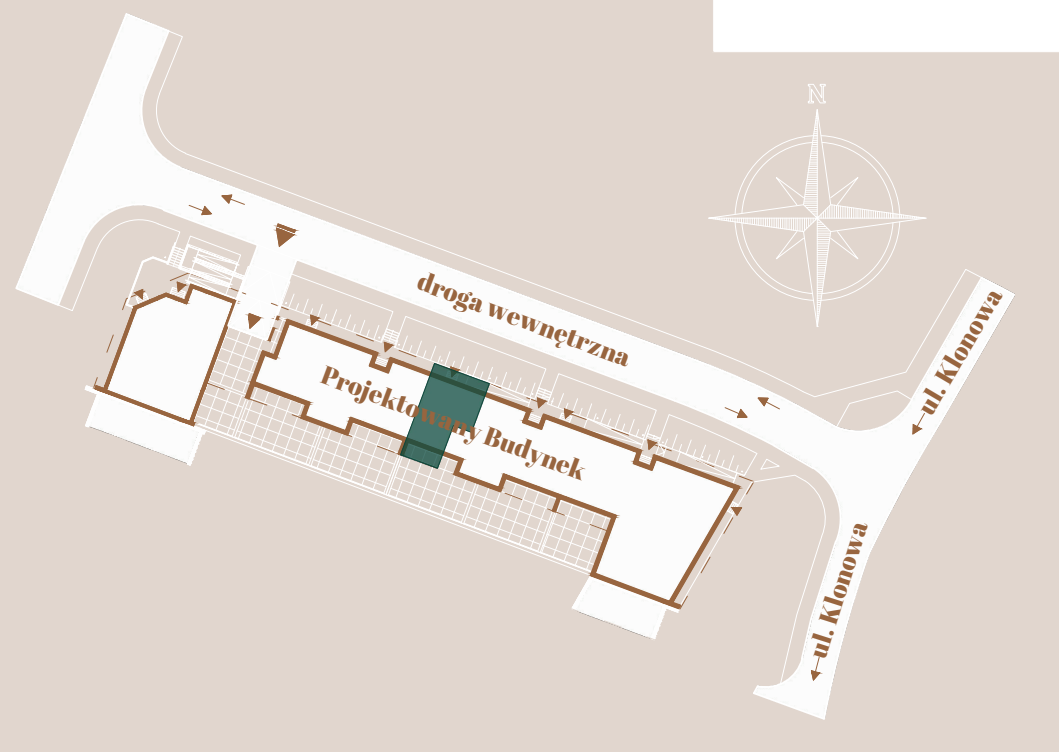 N
droga wewnętrzna
ul. Klonowa
Projektowany Budynek
ul. Klonowa